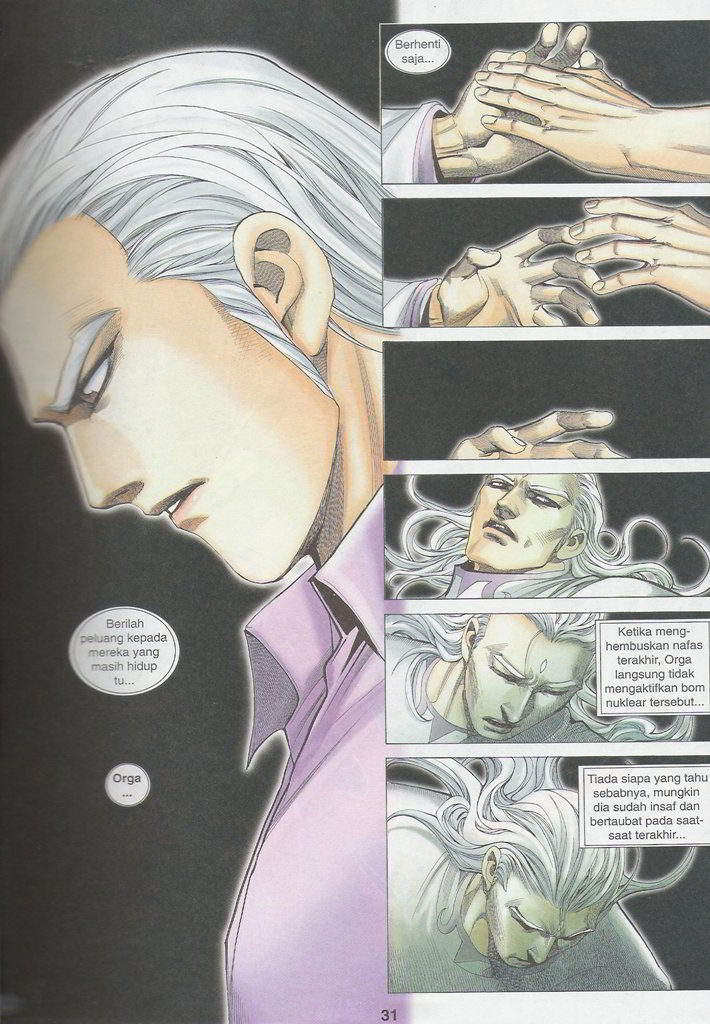 Berhenti
saja...
Berilah
peluang kepada
mereka yang
masih hidup
tu...
Orga
...
Ketika meng-
hembuskan nafas
terakhir, Orga
langsung tidak
mengaktifkan bom
nuklear tersebut...
Tiada siapa yang tahu
sebabnya, mungkin
dia sudah insaf dan
bertaubat pada saat-
saat terakhir...
31